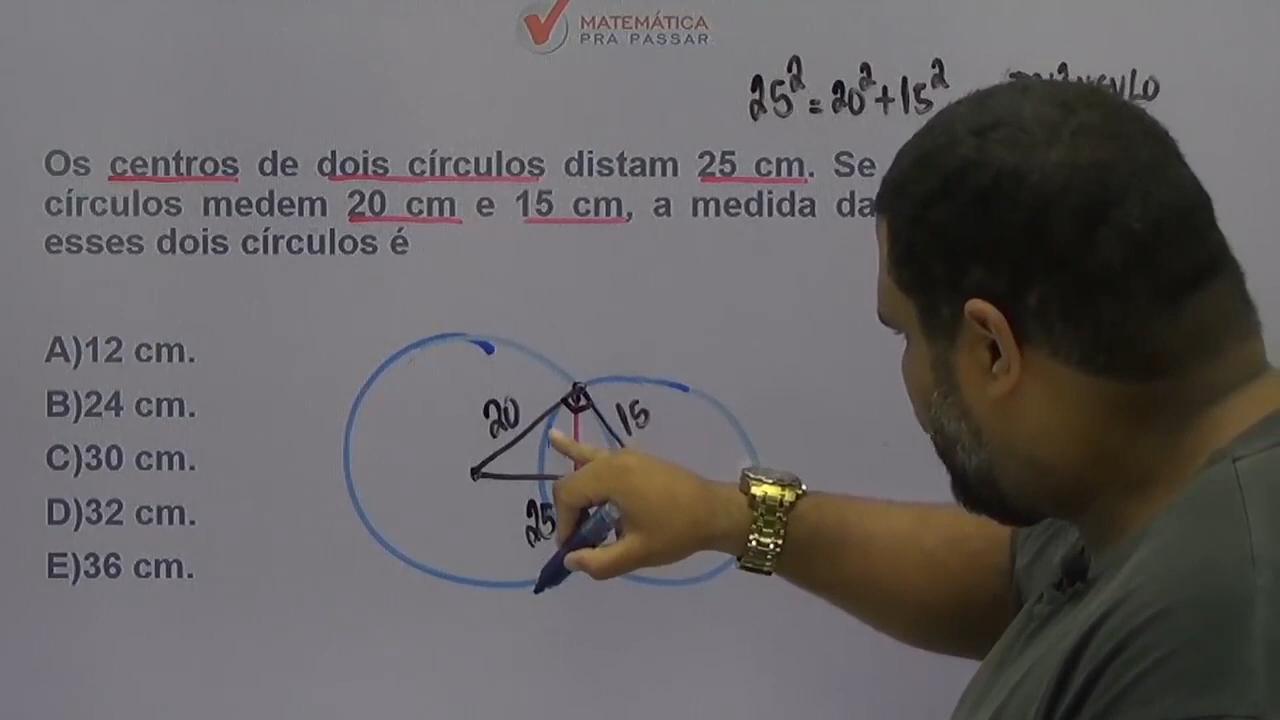 MATEMÁTICA
PRA PASSAR
25² = 20² + 15²
Os centros de dois círculos distam 25 cm. Se
círculos medem 20 cm e 15 cm, a medida da
esses dois círculos é
A)12 cm.
B)24 cm.
C)30 cm.
D)32 cm.
E)36 cm.
20
15
25